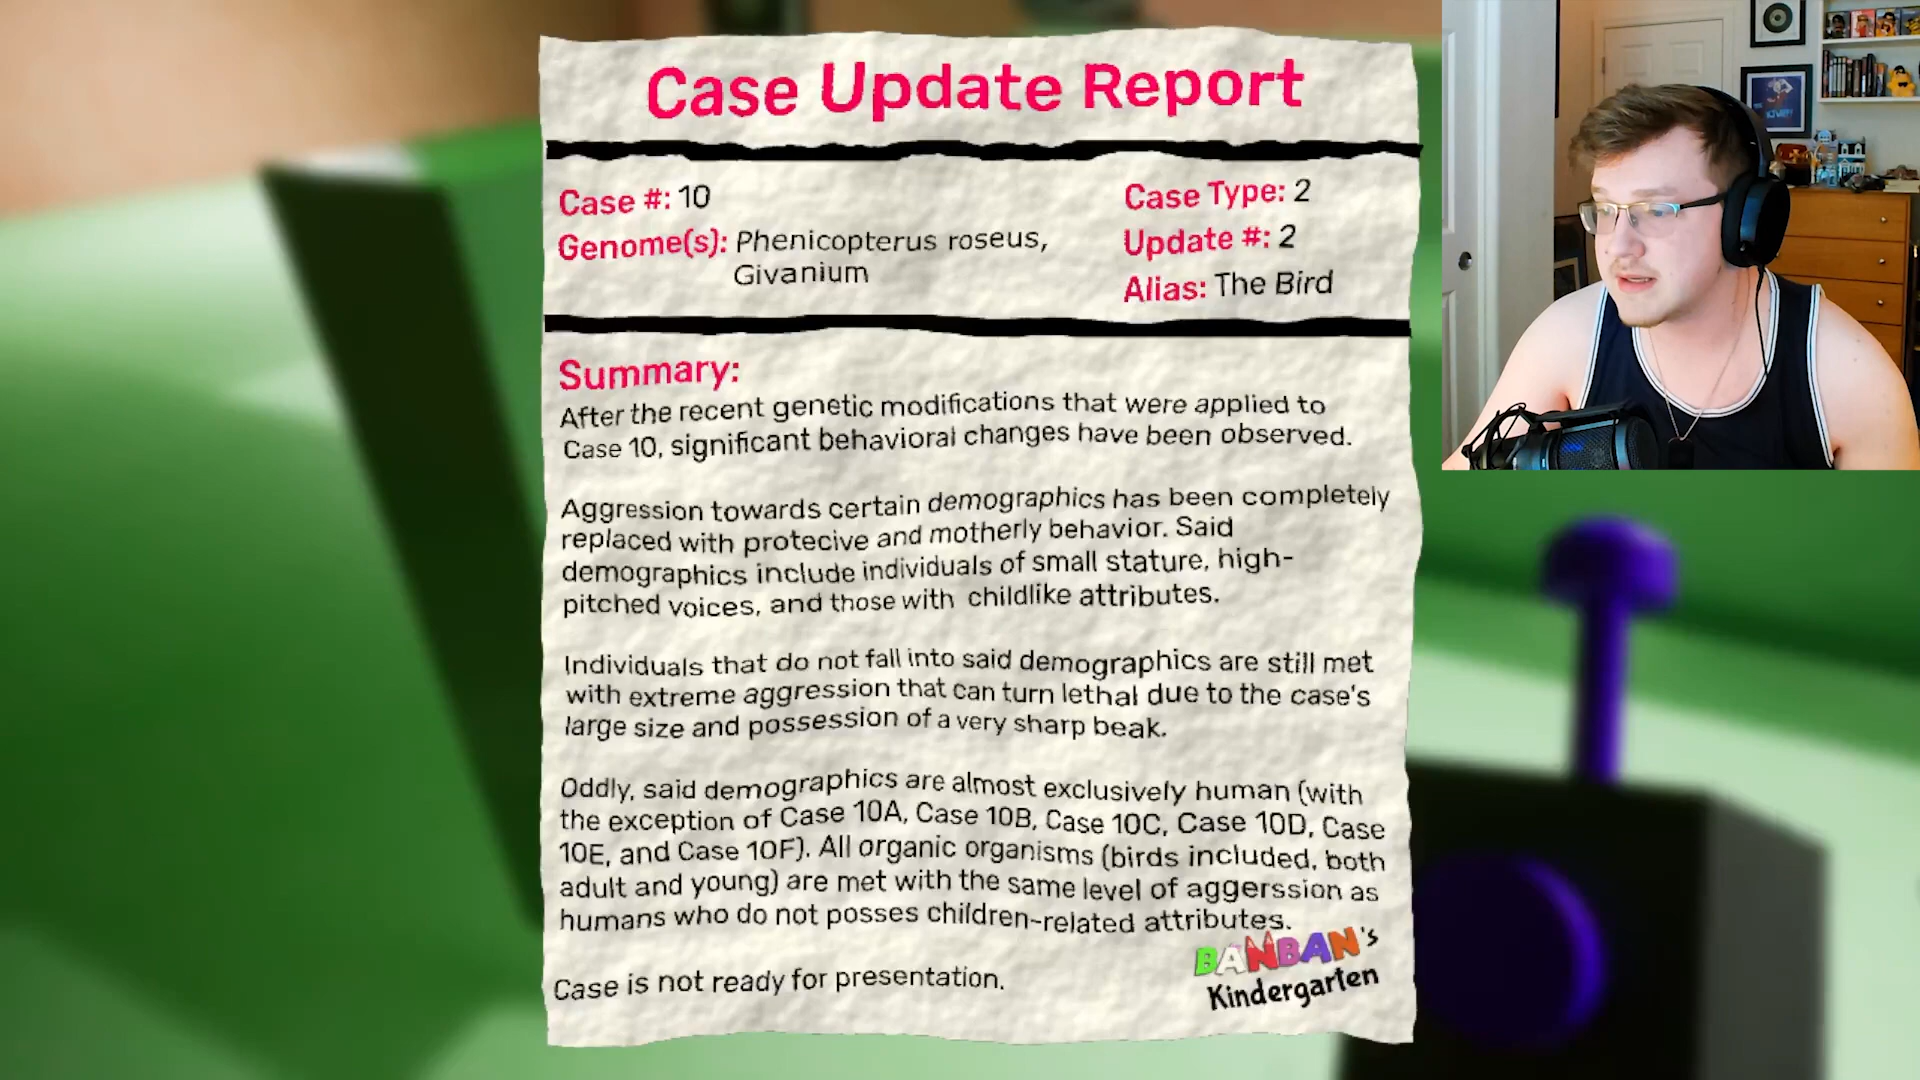 Case Update Report
Case #: 10
Genome(s): Phenicopterus roseus,
Givanium
Case Type: 2
Update #: 2
Alias: The Bird
Summary:
After the recent genetic modifications that were applied to
Case 10, significant behavioral changes have been observed.
Aggression towards certain demographics has been completely
replaced with protecive and motherly behavior. Said
demographics include individuals of small stature, high-
pitched voices, and those with childlike attributes.
Individuals that do not fall into said demographics are still met
with extreme aggression that can turn lethal due to the case's
large size and possession of a very sharp beak.
Oddly, said demographics are almost exclusively human (with
the exception of Case 10A, Case 10B, Case 10C, Case 10D, Case
10E, and Case 10F). All organic organisms (birds included, both
adult and young) are met with the same level of aggerssion as
humans who do not posses children-related attributes.
Case is not ready for presentation.
BANBAN's
Kindergarten